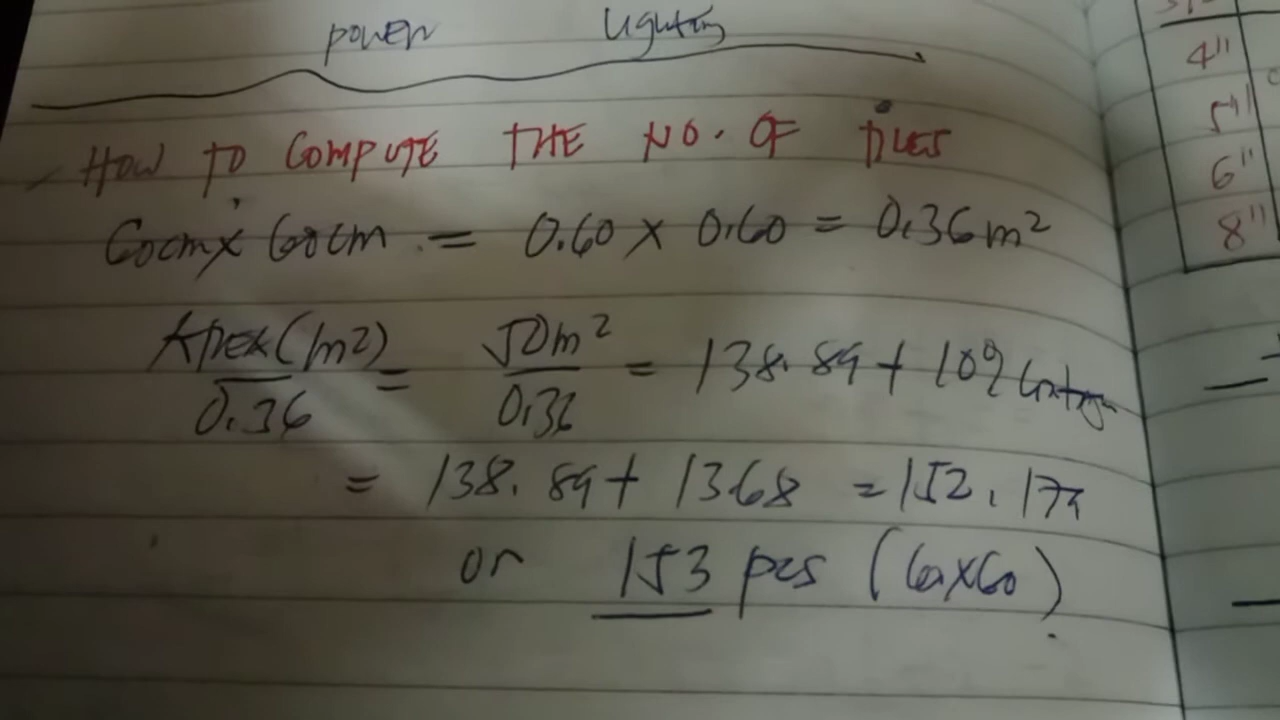 power lighting
HOW TO COMPUTE THE NO. OF TILES
60cm x 60cm = 0.60 x 0.60 = 0.36m²
Area (m²) / 0.36 = 50m² / 0.36 = 138.89 + 10%
= 138.89 + 13.68 = 152.17
or 153 pcs (60x60)
4"
5"
6"
8"